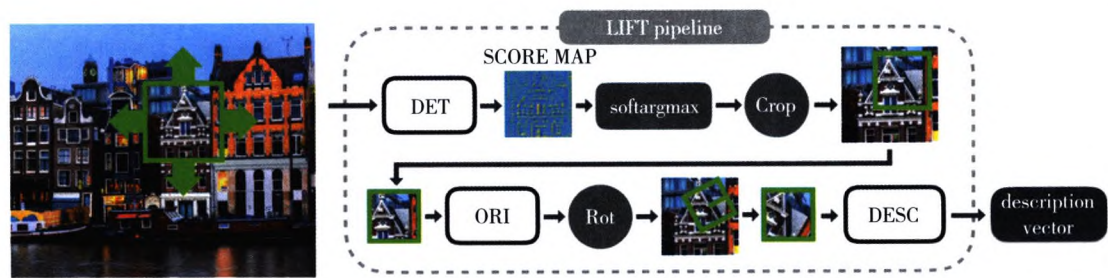 LIFT pipeline
SCORE MAP
DET
softargmax
Crop
ORI
Rot
DESC
description
vector